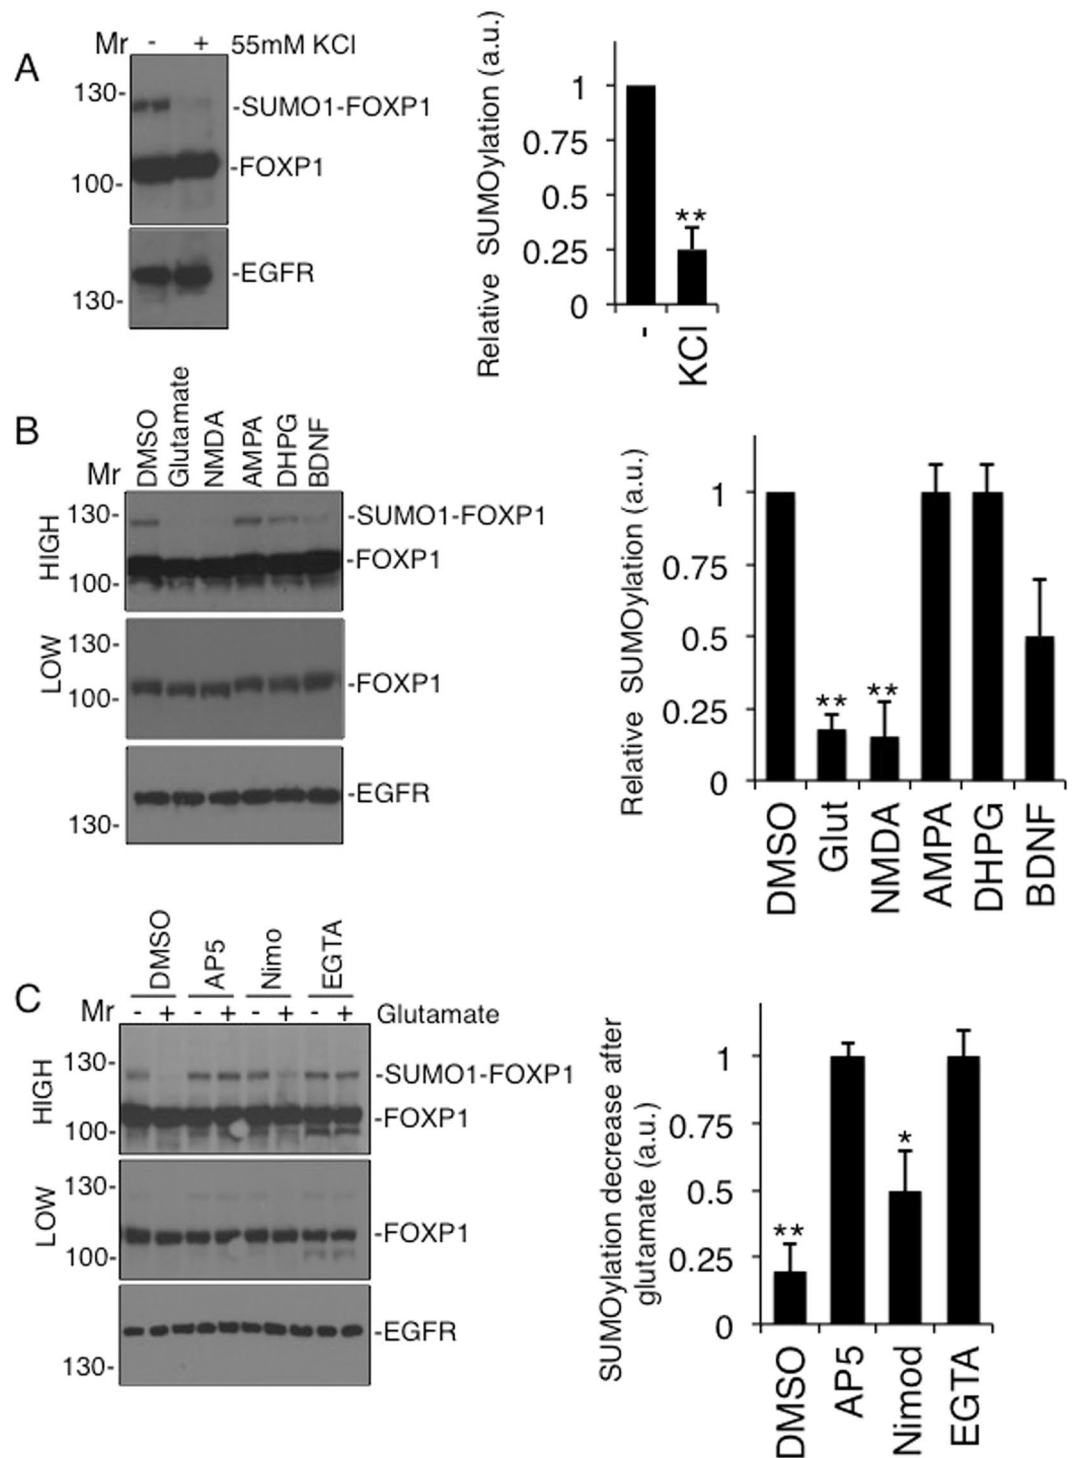 A
Mr - + 55mM KCl
130-
-SUMO1-FOXP1
-FOXP1
100-
-EGFR
130-
Relative SUMOylation (a.u.)
1
0.75
0.5
0.25
0
**
-
KCl
B
Mr
DMSO
Glutamate
NMDA
AMPA
DHPG
BDNF
HIGH
130-
-SUMO1-FOXP1
-FOXP1
100-
LOW
130-
-FOXP1
100-
-EGFR
130-
Relative SUMOylation (a.u.)
1
0.75
0.5
0.25
0
**
**
DMSO
Glut
NMDA
AMPA
DHPG
BDNF
C
DMSO
AP5
Nimo
EGTA
Mr - + - + - + - + Glutamate
HIGH
130-
-SUMO1-FOXP1
-FOXP1
100-
LOW
130-
-FOXP1
100-
-EGFR
130-
SUMOylation decrease after
glutamate (a.u.)
1
0.75
0.5
0.25
0
**
*
DMSO
AP5
Nimod
EGTA